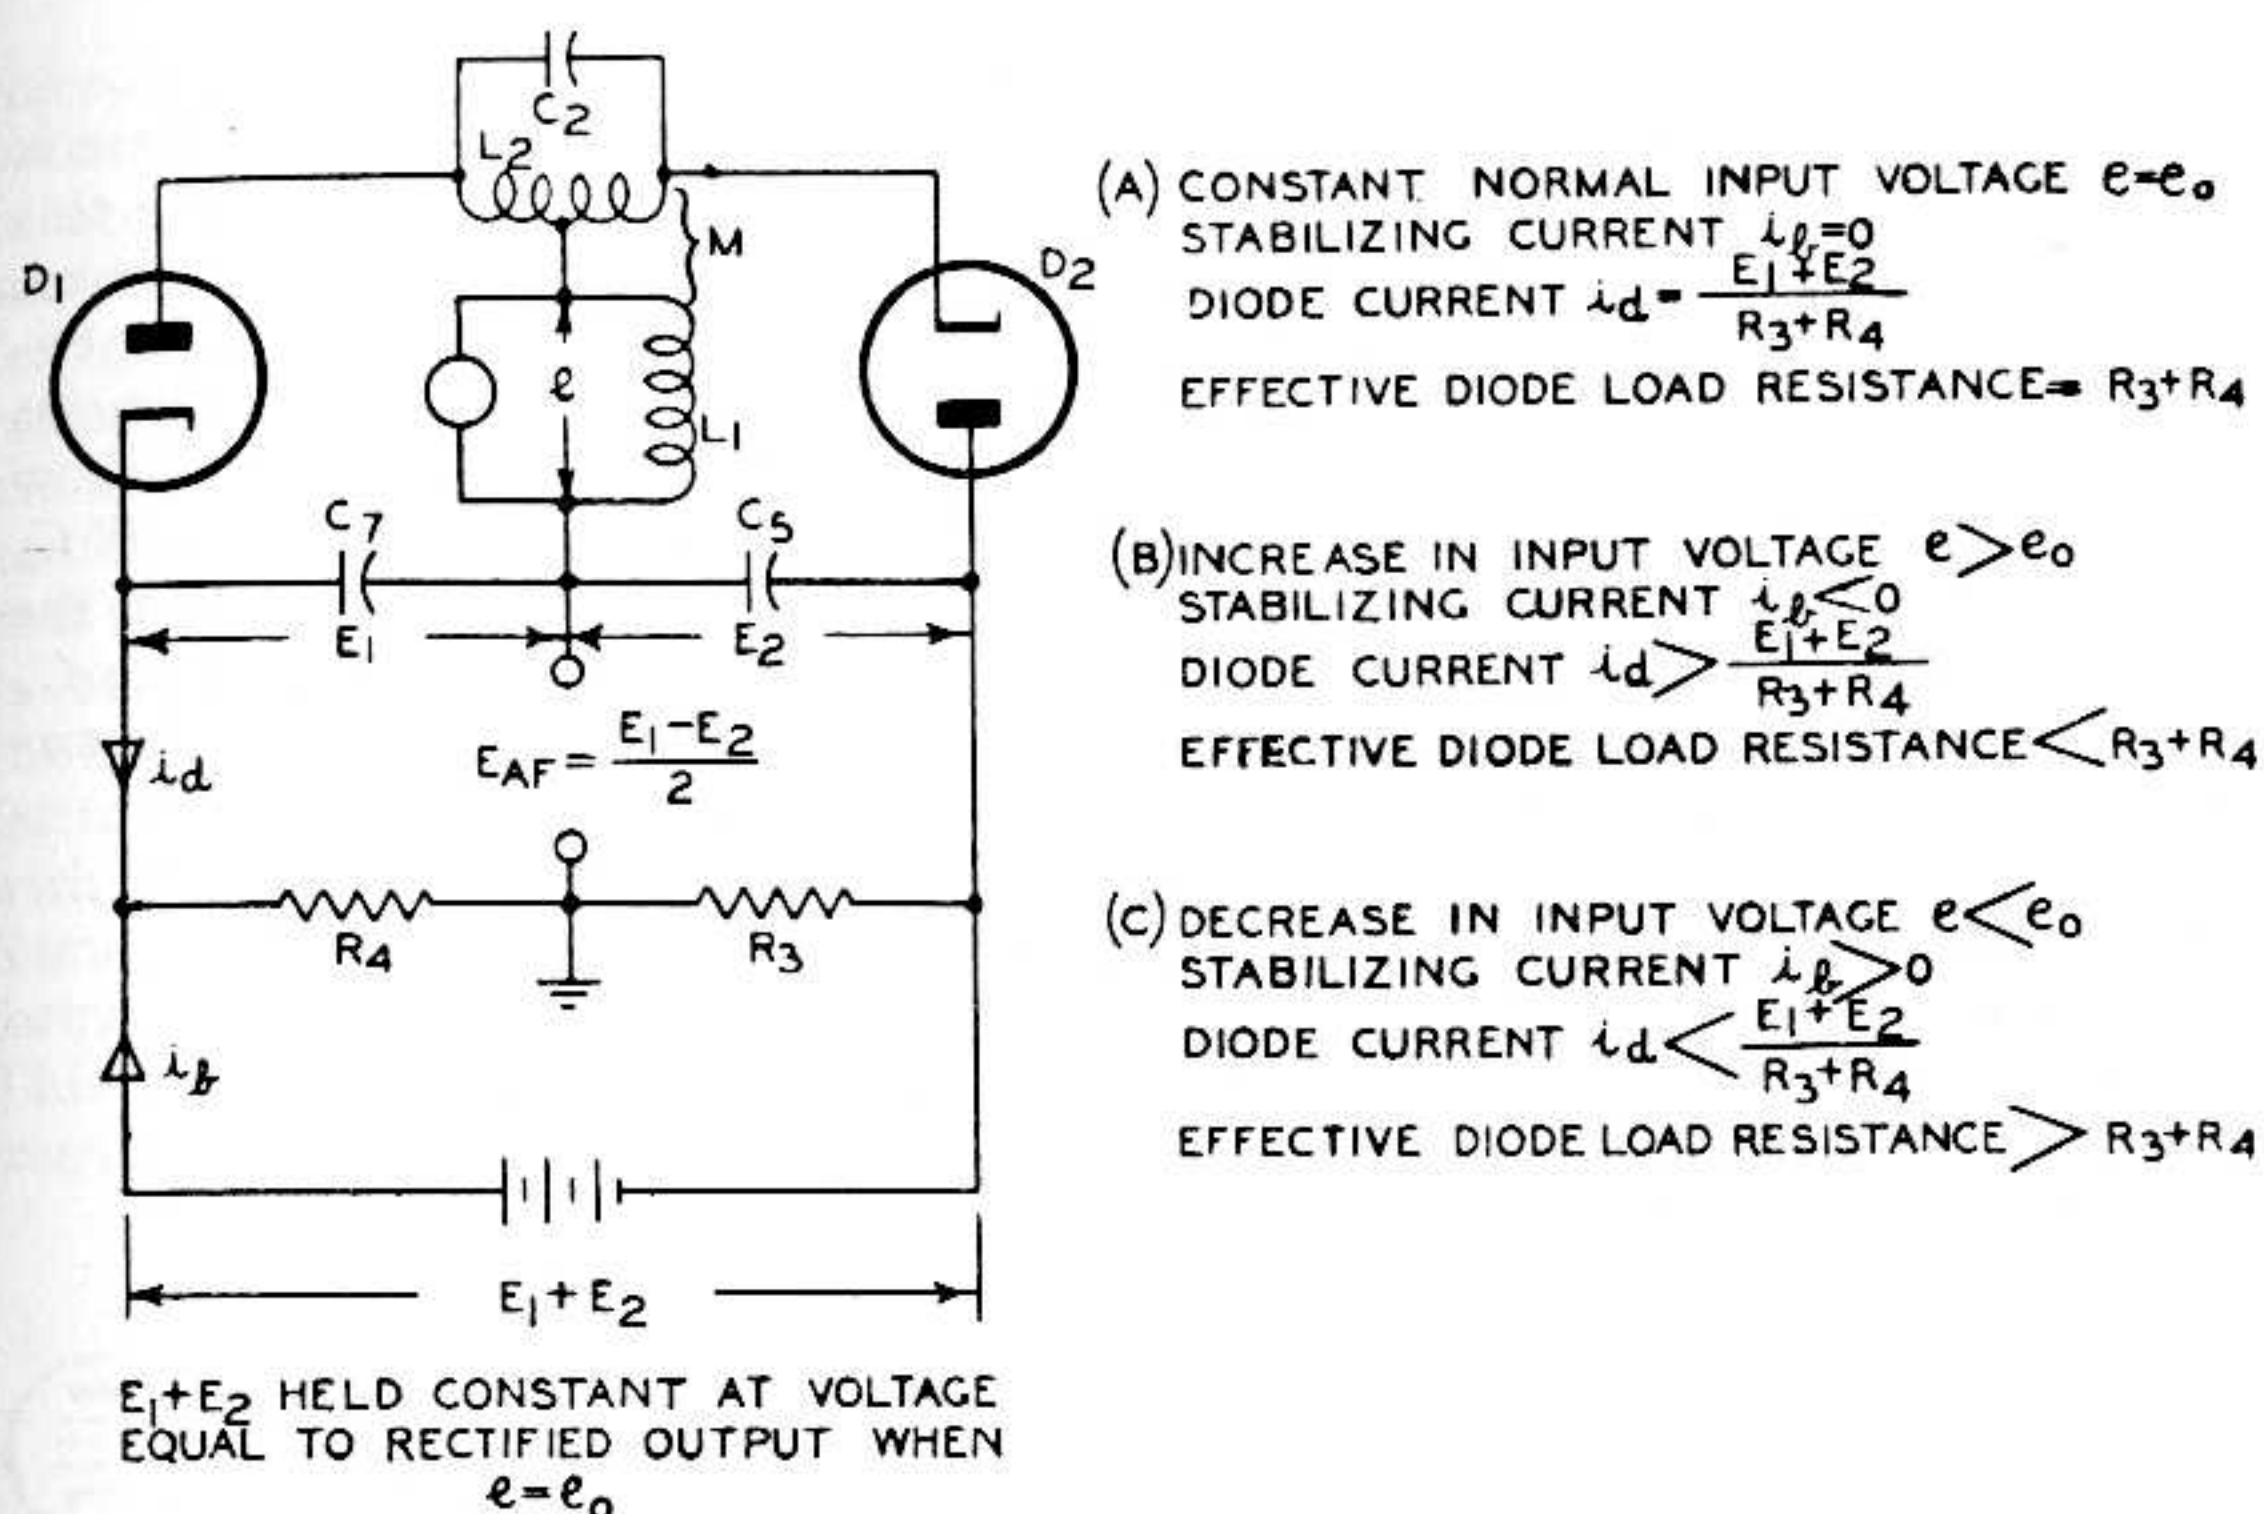 C2
L2
M
D1
D2
e
L1
C7
C5
E1
E2
id
EAF = E1-E2
2
R4
R3
ib
E1+E2
E1+E2 HELD CONSTANT AT VOLTAGE
EQUAL TO RECTIFIED OUTPUT WHEN
e=eo
(A) CONSTANT NORMAL INPUT VOLTAGE e=eo
STABILIZING CURRENT ib=0
DIODE CURRENT id = E1+E2
R3+R4
EFFECTIVE DIODE LOAD RESISTANCE= R3+R4
(B) INCREASE IN INPUT VOLTAGE e>eo
STABILIZING CURRENT ib<0
DIODE CURRENT id> E1+E2
R3+R4
EFFECTIVE DIODE LOAD RESISTANCE< R3+R4
(C) DECREASE IN INPUT VOLTAGE e<eo
STABILIZING CURRENT ib>0
DIODE CURRENT id< E1+E2
R3+R4
EFFECTIVE DIODE LOAD RESISTANCE> R3+R4